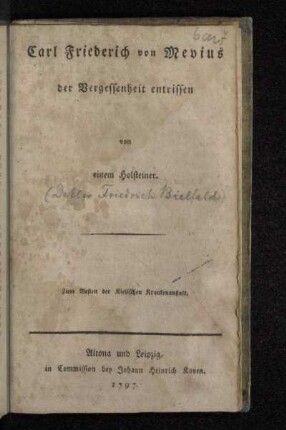 Carl Friederich von Mevius
der Vergessenheit entrissen
von
einem Holsteiner.
(Detlev Friedrich Bielfeld)
Zum Besten der Kielischen Krankenanstalt.
Altona und Leipzig,
in Commission bey Johann Heinrich Kaven.
1797.